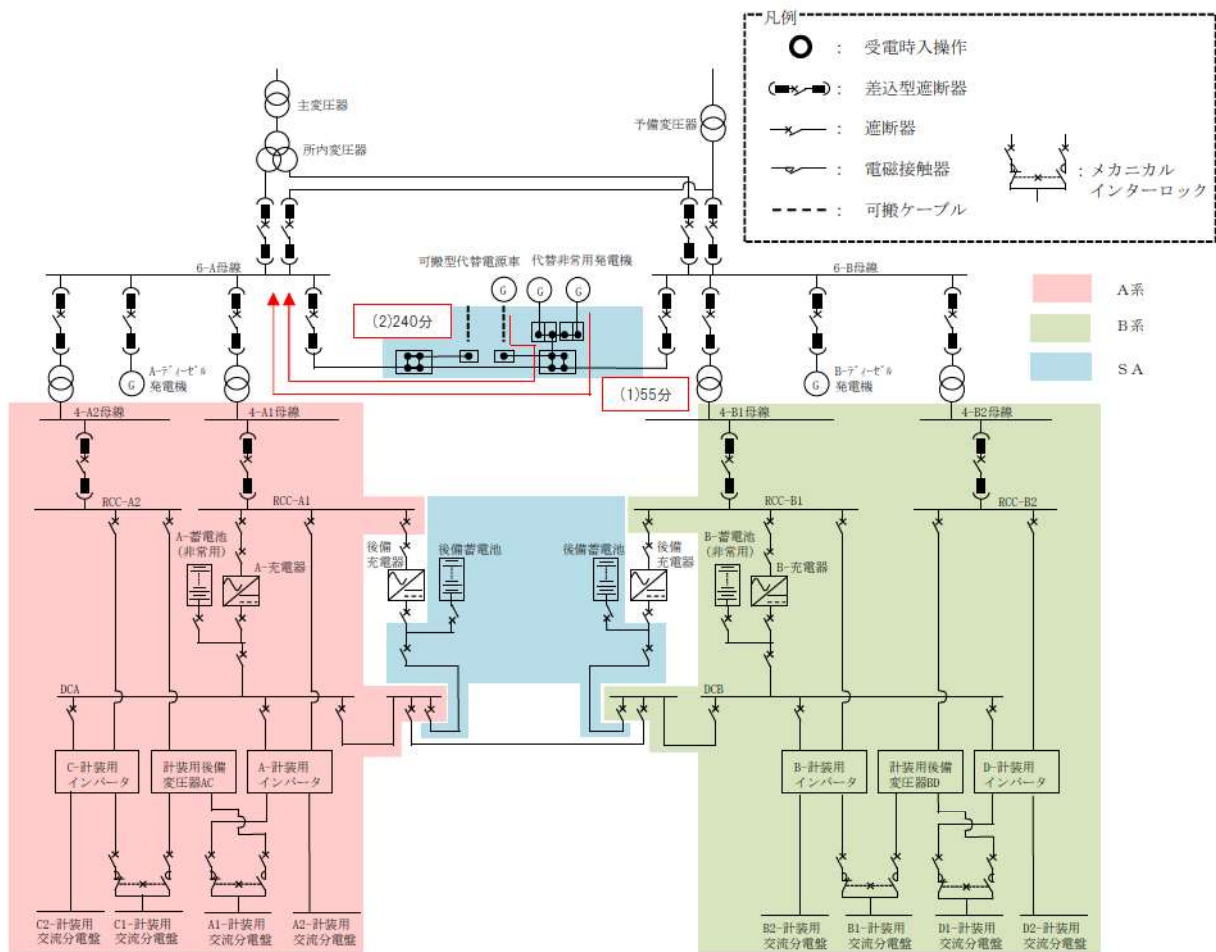 凡例
: 受電時入操作
: 差込型遮断器
: 遮断器
: 電磁接触器
: 可搬ケーブル
: メカニカル
インターロック
主変圧器
所内変圧器
予備変圧器
6-A母線
可搬型代替電源車
代替非常用発電機
6-B母線
G
G
G
A系
B系
SA
(2)240分
(1)55分
A-ディーゼル
発電機
G
B-ディーゼル
発電機
G
4-A2母線
4-A1母線
4-B1母線
4-B2母線
RCC-A2
RCC-A1
RCC-B1
RCC-B2
A-蓄電池
(非常用)
A-充電器
後備
充電器
後備蓄電池
後備蓄電池
後備
充電器
B-蓄電池
(非常用)
B-充電器
DCA
DCB
C-計装用
インバータ
計装用後備
変圧器AC
A-計装用
インバータ
B-計装用
インバータ
計装用後備
変圧器BD
D-計装用
インバータ
C2-計装用
交流分電盤
C1-計装用
交流分電盤
A1-計装用
交流分電盤
A2-計装用
交流分電盤
B2-計装用
交流分電盤
B1-計装用
交流分電盤
D1-計装用
交流分電盤
D2-計装用
交流分電盤